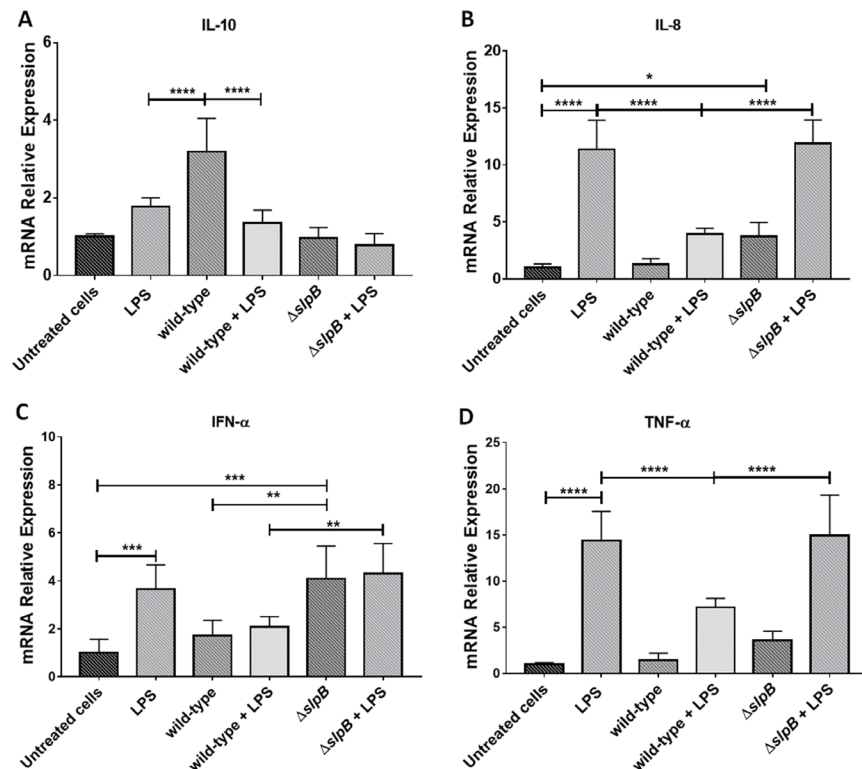 A
IL-10
mRNA Relative Expression
6
4
2
0
**** ****
Untreated cells
LPS
wild-type
wild-type + LPS
ΔslpB
ΔslpB + LPS
B
IL-8
mRNA Relative Expression
20
15
10
5
0
*
**** **** ****
Untreated cells
LPS
wild-type
wild-type + LPS
ΔslpB
ΔslpB + LPS
C
IFN-α
mRNA Relative Expression
10
8
6
4
2
0
***
**
**
***
Untreated cells
LPS
wild-type
wild-type + LPS
ΔslpB
ΔslpB + LPS
D
TNF-α
mRNA Relative Expression
25
20
15
10
5
0
**** ****
****
Untreated cells
LPS
wild-type
wild-type + LPS
ΔslpB
ΔslpB + LPS